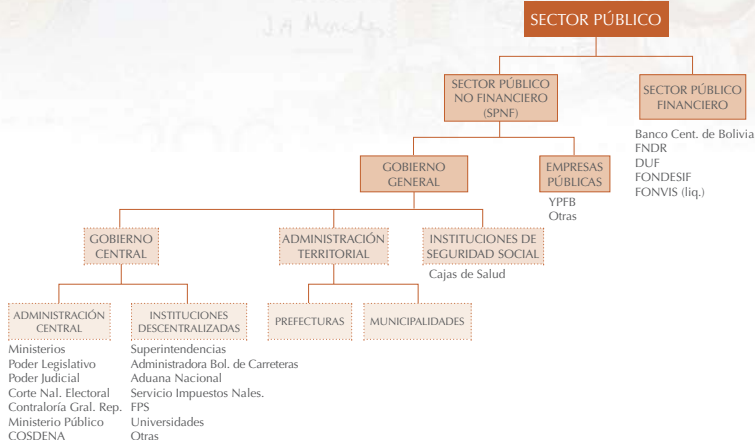 J A Morales
SECTOR PÚBLICO
SECTOR PÚBLICO
NO FINANCIERO
(SPNF)
SECTOR PÚBLICO
FINANCIERO
Banco Cent. de Bolivia
FNDR
DUF
FONDESIF
FONVIS (liq.)
GOBIERNO
GENERAL
EMPRESAS
PÚBLICAS
YPFB
Otras
GOBIERNO
CENTRAL
ADMINISTRACIÓN
TERRITORIAL
INSTITUCIONES DE
SEGURIDAD SOCIAL
Cajas de Salud
ADMINISTRACIÓN
CENTRAL
INSTITUCIONES
DESCENTRALIZADAS
PREFECTURAS
MUNICIPALIDADES
Ministerios
Poder Legislativo
Poder Judicial
Corte Nal. Electoral
Contraloría Gral. Rep.
Ministerio Público
COSDENA
Superintendencias
Administradora Bol. de Carreteras
Aduana Nacional
Servicio Impuestos Nales.
FPS
Universidades
Otras